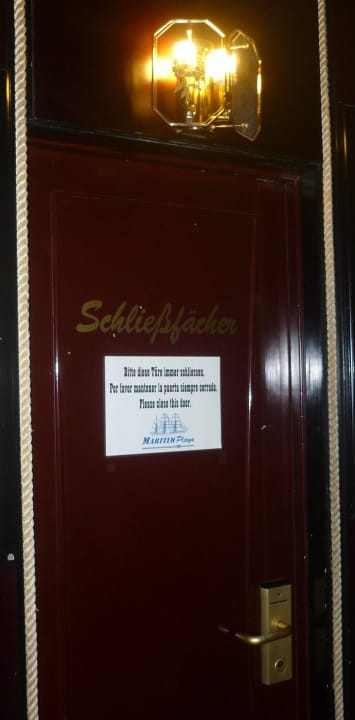 Schließfächer
Bitte diese Türe immer schliessen.
Por favor mantener la puerta siempre cerrada.
Please close this door.
MARITIM Playa